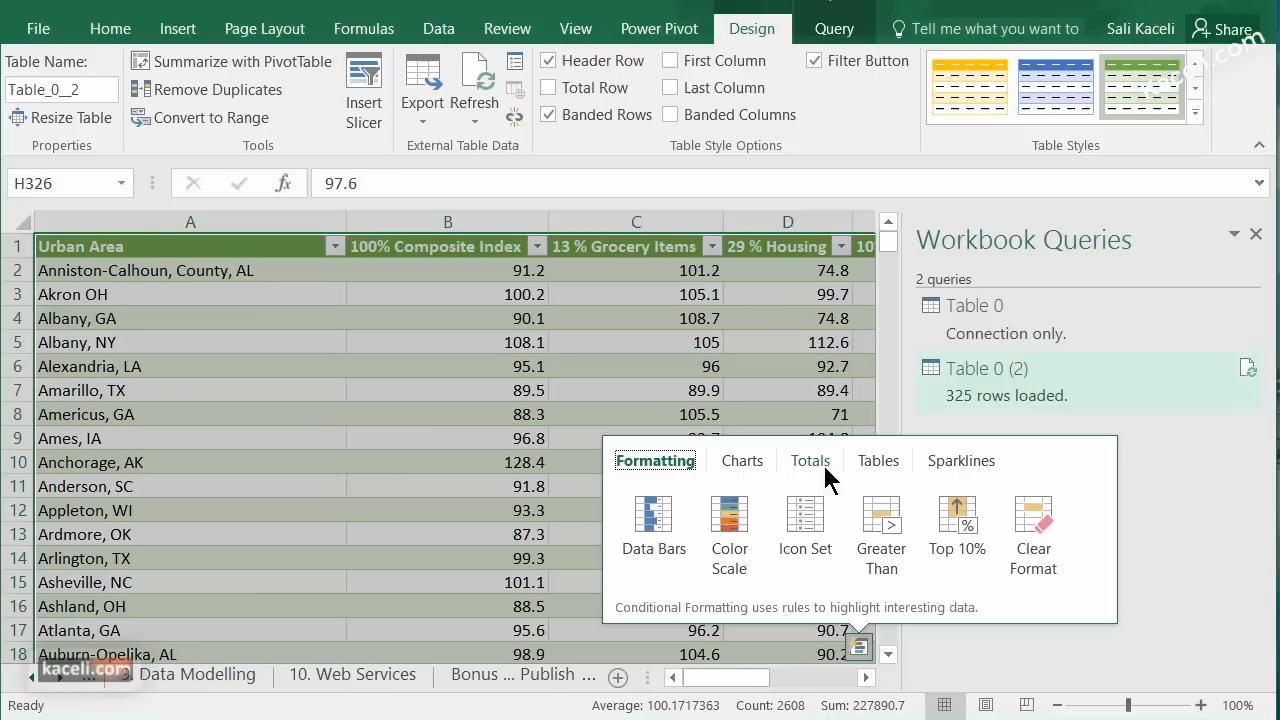 File Home Insert Page Layout Formulas Data Review View Power Pivot Design Query Tell me what you want to Sali Kaceli Share
kaceli.com
Table Name:
Table_0__2
Resize Table
Properties
Summarize with PivotTable
Remove Duplicates
Convert to Range
Tools
Insert
Slicer
Export Refresh
External Table Data
Header Row First Column Filter Button
Total Row Last Column
Banded Rows Banded Columns
Table Style Options
Table Styles
H326 fx 97.6
A B C D
1 Urban Area 100% Composite Index 13 % Grocery Items 29 % Housing 10
2 Anniston-Calhoun, County, AL 91.2 101.2 74.8
3 Akron OH 100.2 105.1 99.7
4 Albany, GA 90.1 108.7 74.8
5 Albany, NY 108.1 105 112.6
6 Alexandria, LA 95.1 96 92.7
7 Amarillo, TX 89.5 89.9 89.4
8 Americus, GA 88.3 105.5 71
9 Ames, IA 96.8
10 Anchorage, AK 128.4
11 Anderson, SC 91.8
12 Appleton, WI 93.3
13 Ardmore, OK 87.3
14 Arlington, TX 99.3
15 Asheville, NC 101.1
16 Ashland, OH 88.5
17 Atlanta, GA 95.6 96.2 90.7
18 Auburn-Opelika, AL 98.9 104.6 90.2
Workbook Queries
2 queries
Table 0
Connection only.
Table 0 (2)
325 rows loaded.
Formatting Charts Totals Tables Sparklines
Data Bars Color Scale Icon Set Greater Than Top 10% Clear Format
Conditional Formatting uses rules to highlight interesting data.
kaceli.com
... 9. Data Modelling 10. Web Services Bonus ... Publish ...
Ready Average: 100.1717363 Count: 2608 Sum: 227890.7 100%